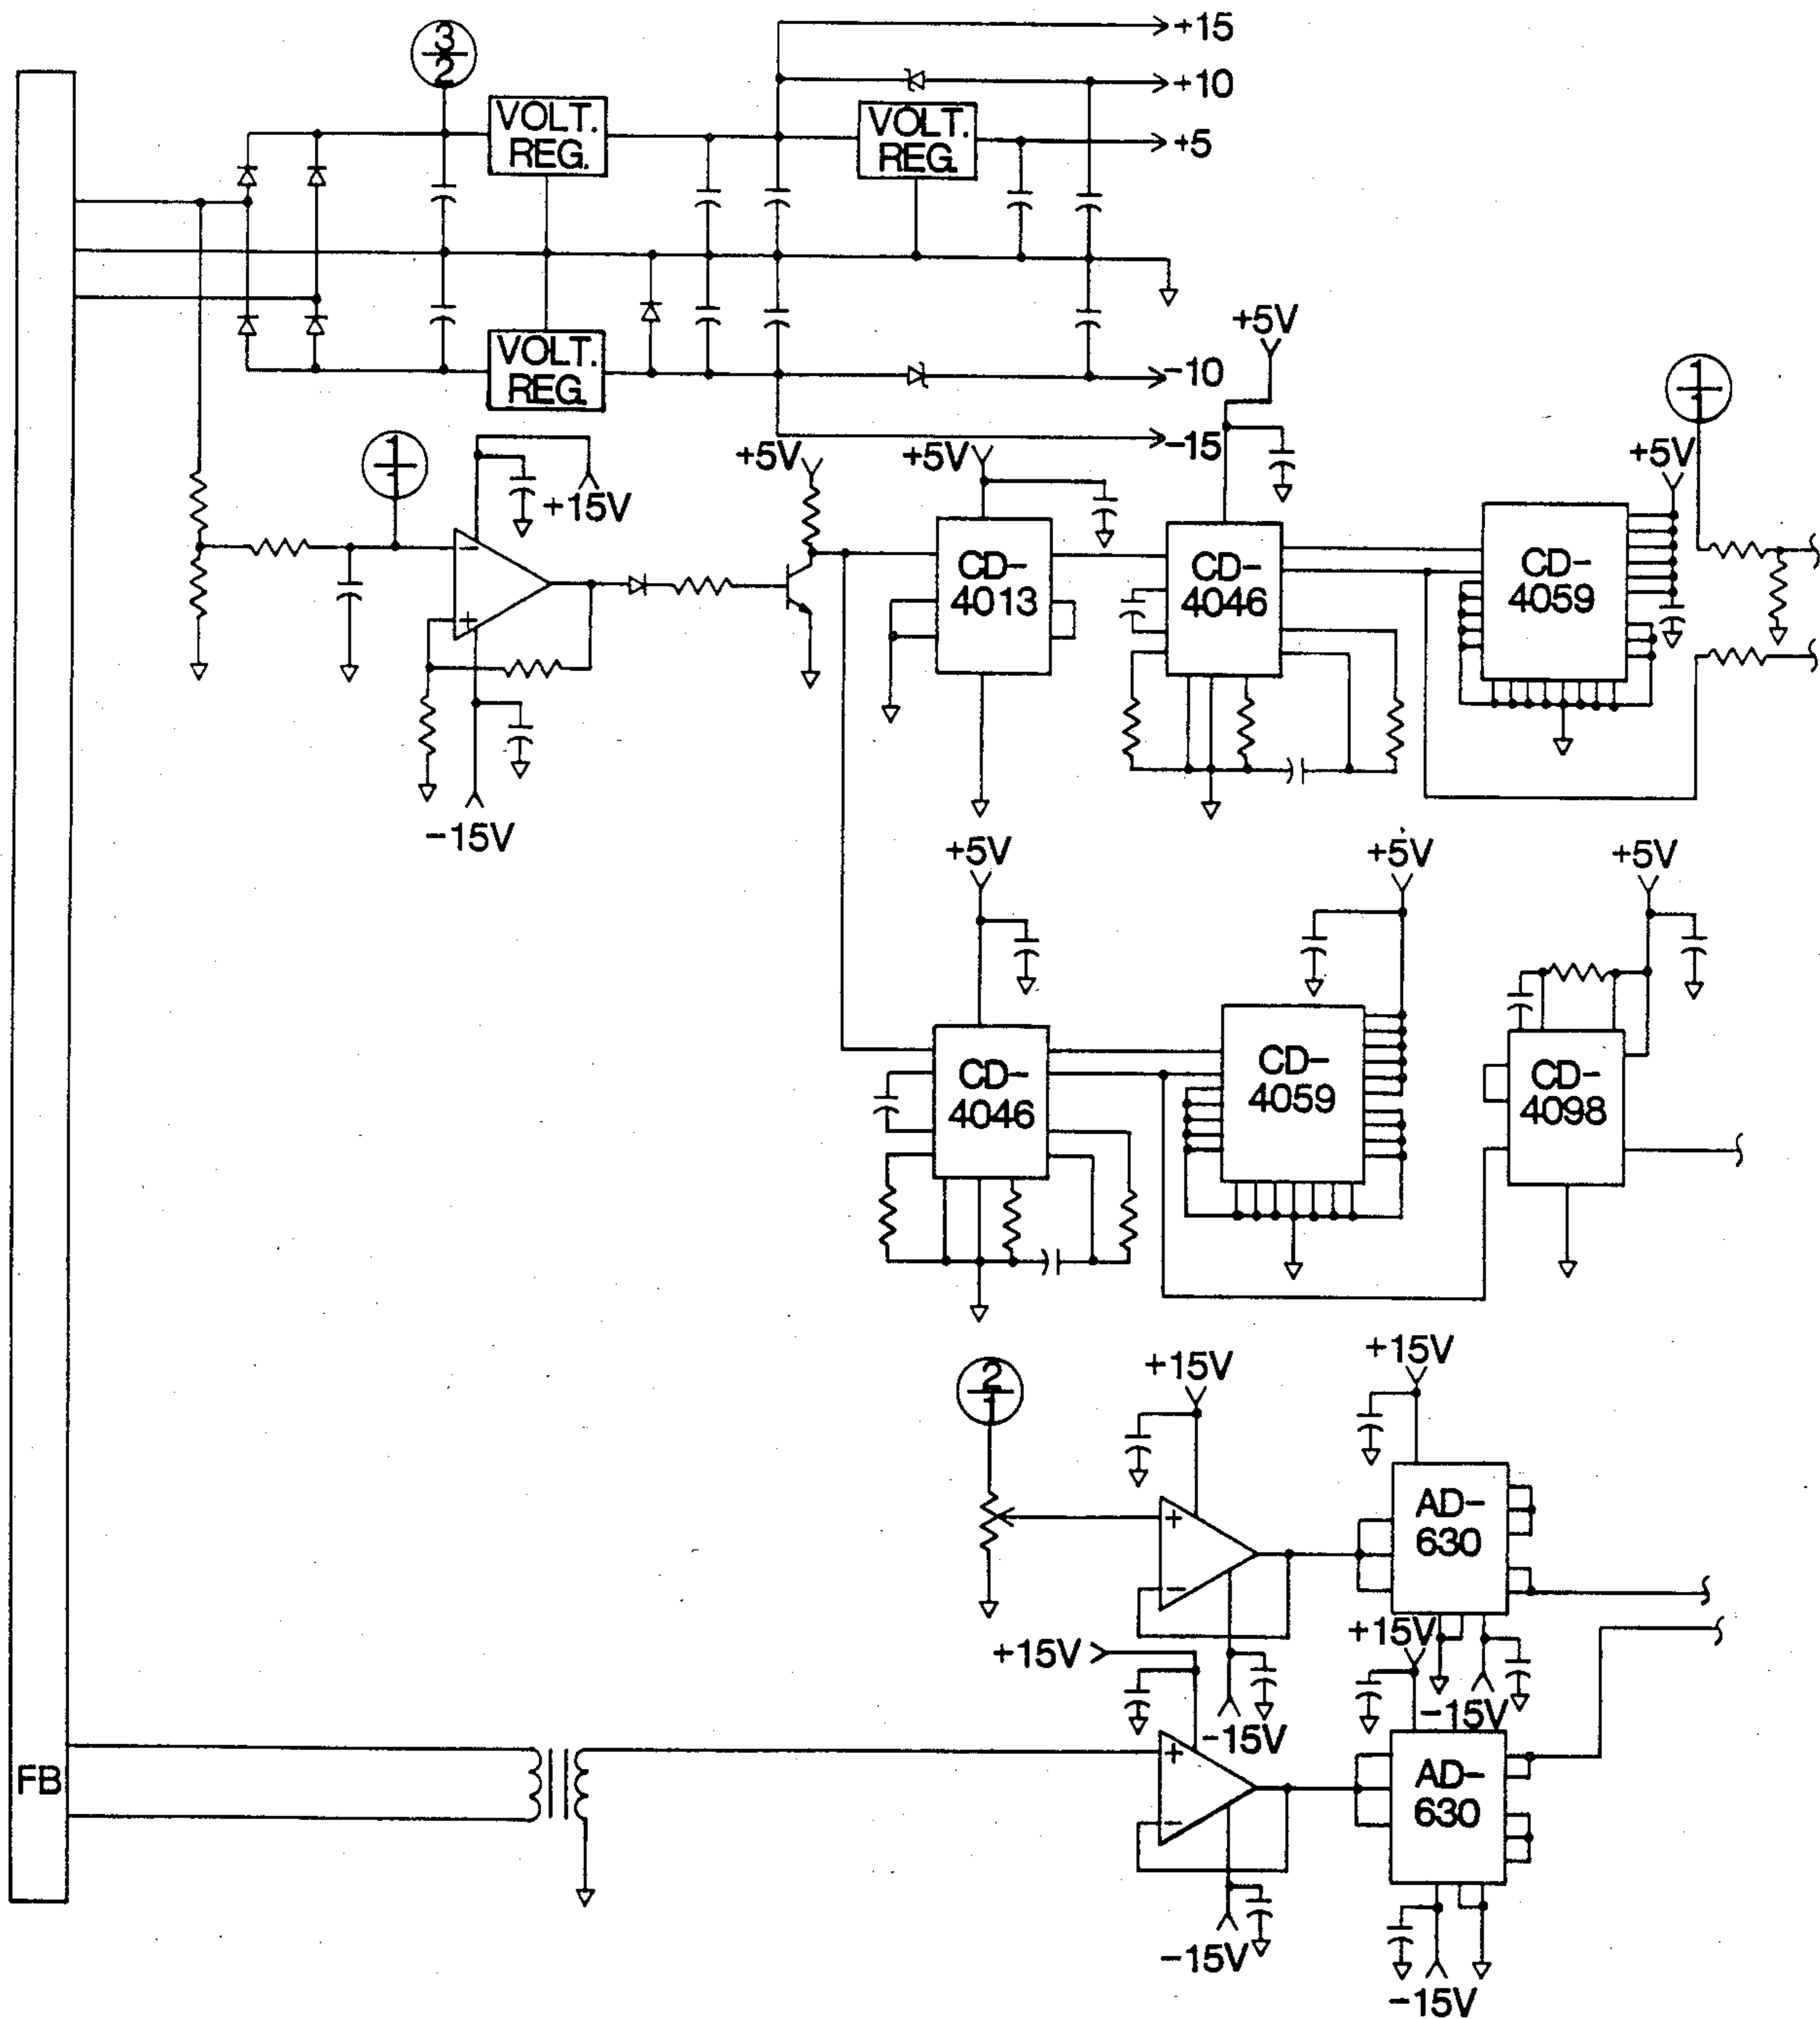 +15
3
2
+10
VOLT.
REG.
VOLT.
REG.
+5
+5V
VOLT.
REG.
-10
1
1
-15
1
1
+5V
+5V
+5V
+15V
CD-
4013
CD-
4046
CD-
4059
-15V
+5V
+5V
+5V
CD-
4046
CD-
4059
CD-
4098
+15V
+15V
2
1
AD-
630
+15V
+15V
-15V
-15V
FB
AD-
630
-15V
-15V